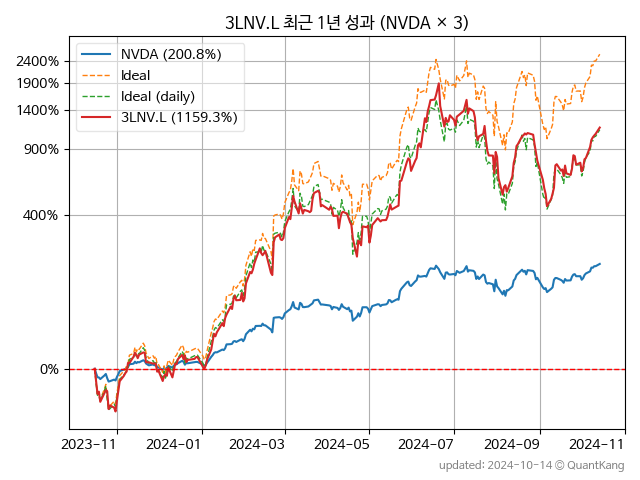 3LNV.L 최근 1년 성과 (NVDA × 3)
NVDA (200.8%)
Ideal
Ideal (daily)
3LNV.L (1159.3%)
2400%
1900%
1400%
900%
400%
0%
2023-11 2024-01 2024-03 2024-05 2024-07 2024-09 2024-11
updated: 2024-10-14 © QuantKang